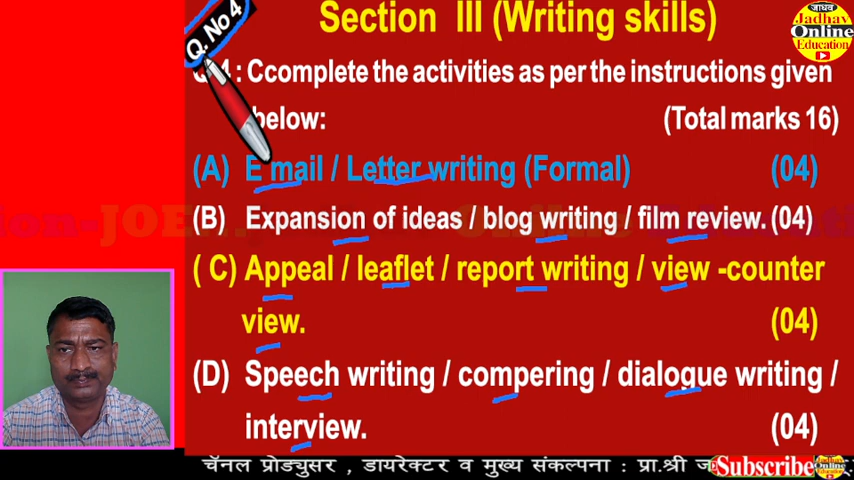 Section III (Writing skills)
Q. No 4
जाधव
Jadhav
Online
Education
: Ccomplete the activities as per the instructions given
below: (Total marks 16)
(A) E mail / Letter writing (Formal) (04)
(B) Expansion of ideas / blog writing / film review. (04)
( C) Appeal / leaflet / report writing / view -counter
view. (04)
(D) Speech writing / compering / dialogue writing /
interview. (04)
चॅनल प्रोड्युसर , डायरेक्टर व मुख्य संकल्पना : प्रा.श्री
Subscribe